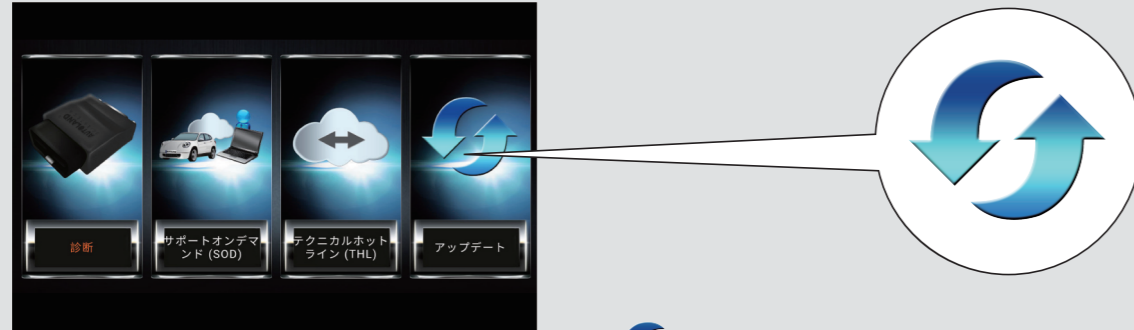 AUTOLAND
診断
サポートオンデマ
ンド (SOD)
テクニカルホット
ライン (THL)
アップデート